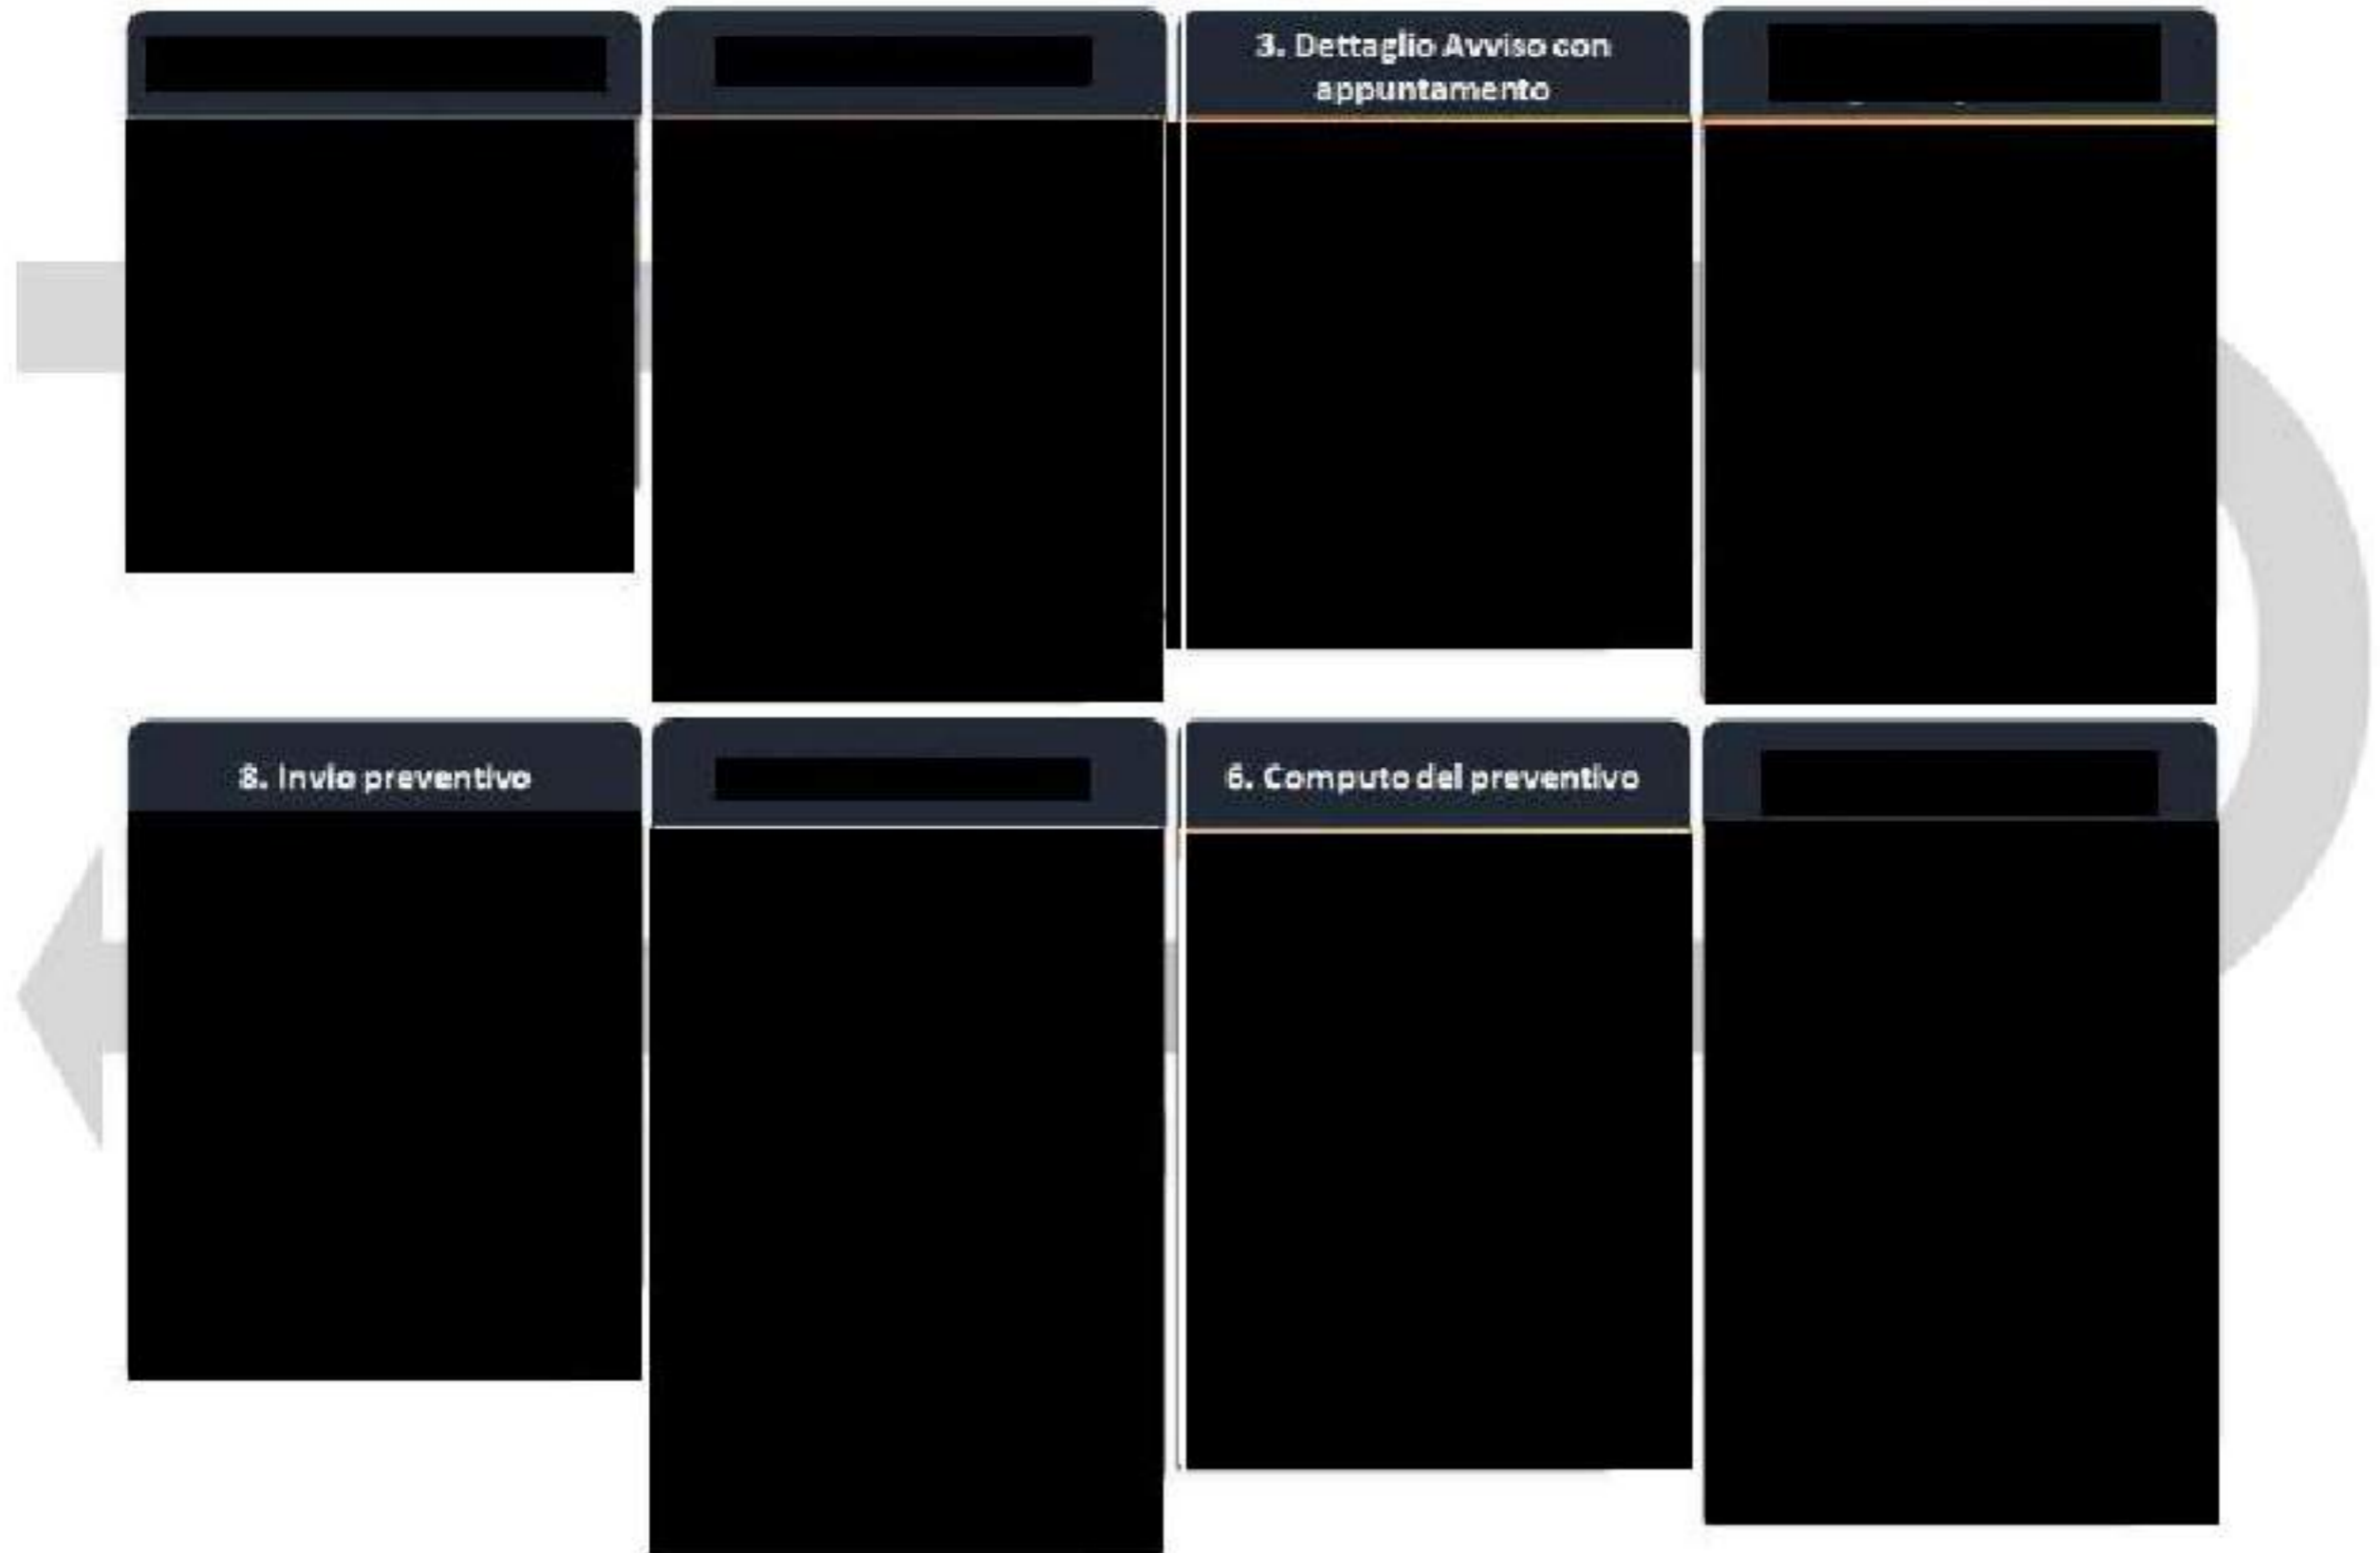 3. Dettaglio Avviso con
appuntamento
8. Invio preventivo
6. Computo del preventivo